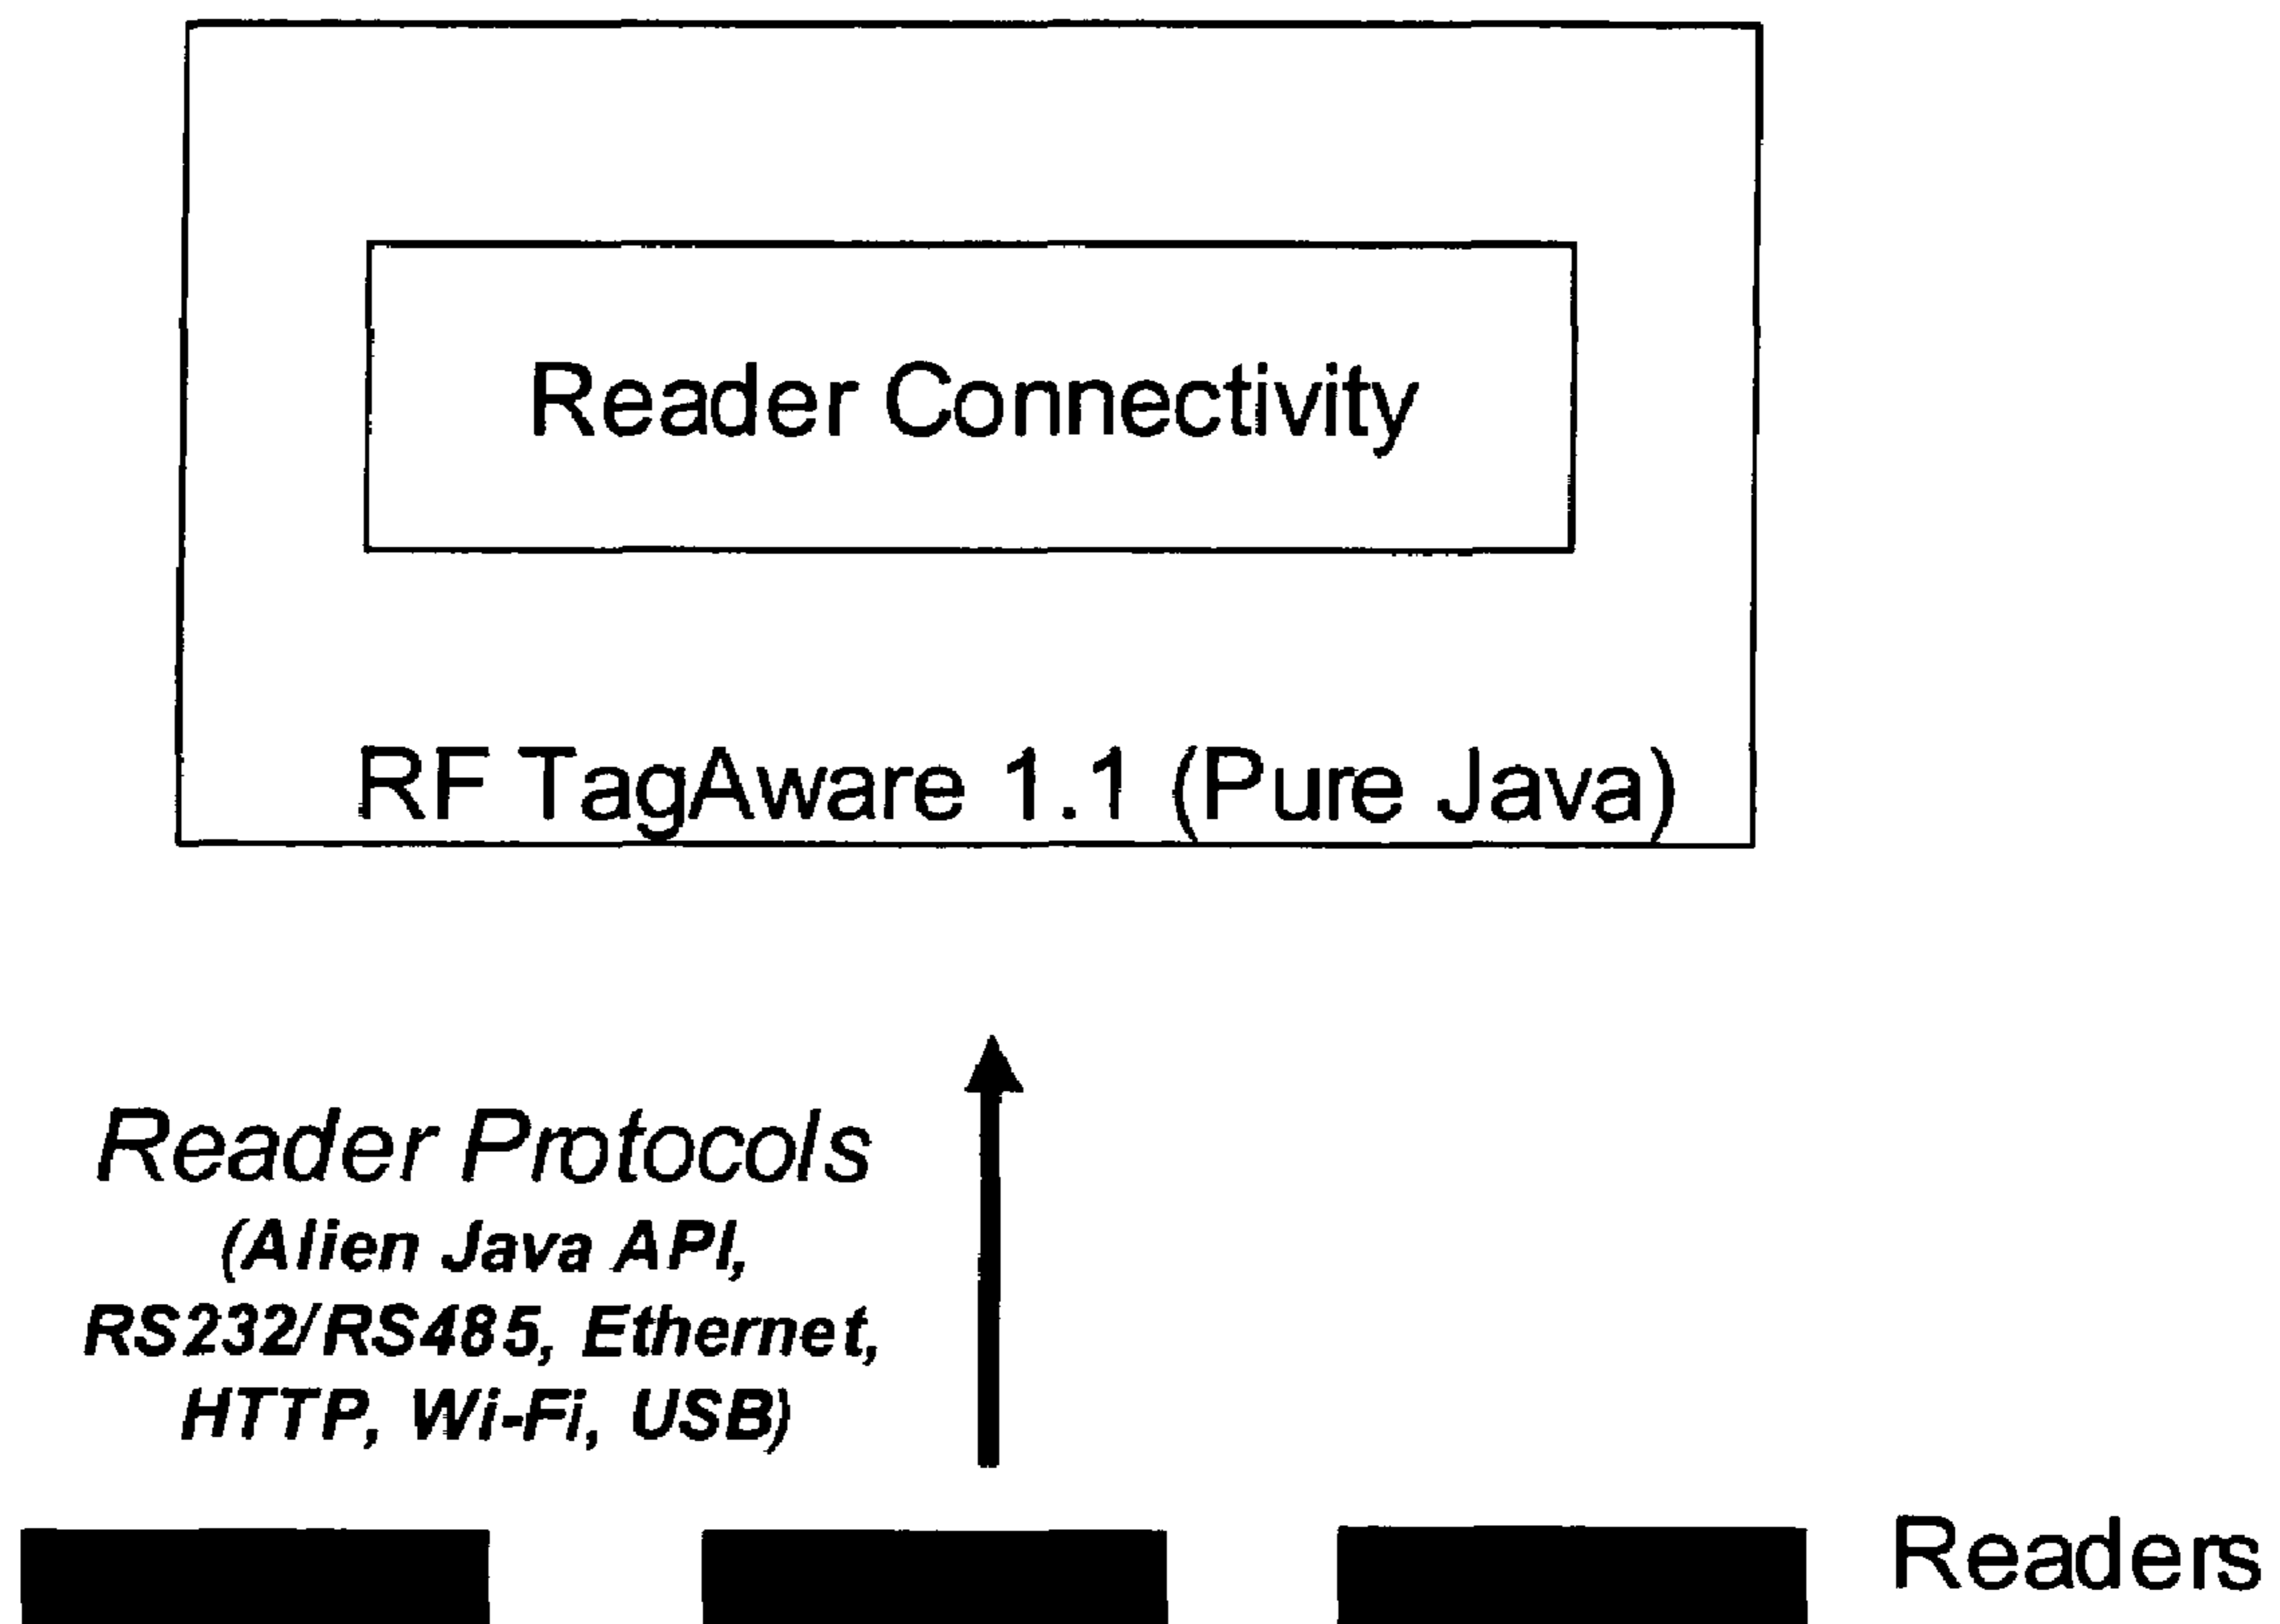 Reader Connectivity
RF TagAware 1.1 (Pure Java)
Reader Protocols
(Alien Java API,
RS232/RS485, Ethernet,
HTTP, Wi-Fi, USB)
Readers